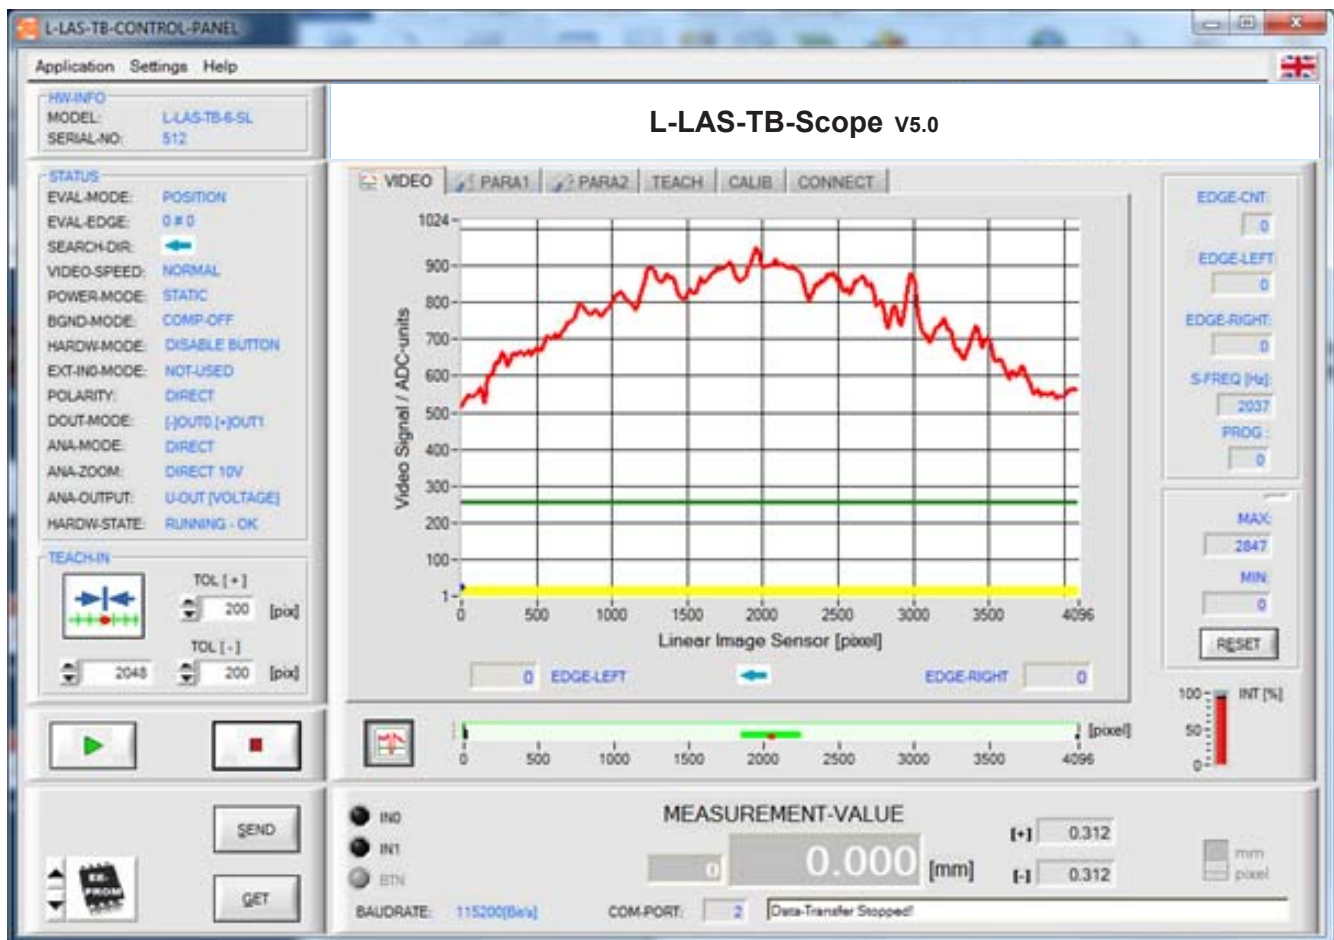 L-LAS-TB-CONTROL-PANEL
Application Settings Help
HW-INFO
MODEL: L-LAS-TB-6-SL
SERIAL-NO: 512
L-LAS-TB-Scope V5.0
STATUS
EVAL-MODE: POSITION
EVAL-EDGE: 0 # 0
SEARCH-DIR:
VIDEO-SPEED: NORMAL
POWER-MODE: STATIC
BGND-MODE: COMP-OFF
HARDW-MODE: DISABLE BUTTON
EXT-IN0-MODE: NOT-USED
POLARITY: DIRECT
DOUT-MODE: [-]OUT0,[+]OUT1
ANA-MODE: DIRECT
ANA-ZOOM: DIRECT 10V
ANA-OUTPUT: U-OUT [VOLTAGE]
HARDW-STATE: RUNNING - OK
TEACH-IN
TOL [ + ]
200 [pix]
TOL [ - ]
2048 200 [pix]
VIDEO PARA1 PARA2 TEACH CALIB CONNECT
Video Signal / ADC-units
1024
900
800
700
600
500
400
300
200
100
1
0 500 1000 1500 2000 2500 3000 3500 4096
Linear Image Sensor [pixel]
0 EDGE-LEFT EDGE-RIGHT 0
EDGE-CNT:
0
EDGE-LEFT:
0
EDGE-RIGHT:
0
S-FREQ [Hz]:
2037
PROG :
0
MAX:
2847
MIN:
0
RESET
[pixel]
0 500 1000 1500 2000 2500 3000 3500 4096
INT [%]
100
50
0
SEND
GET
EE-
PROM
IN0
IN1
BTN
MEASUREMENT-VALUE
0 0.000 [mm]
[+] 0.312
[-] 0.312
mm
pixel
BAUDRATE: 115200[Bd/s] COM-PORT: 2 Data-Transfer Stopped!